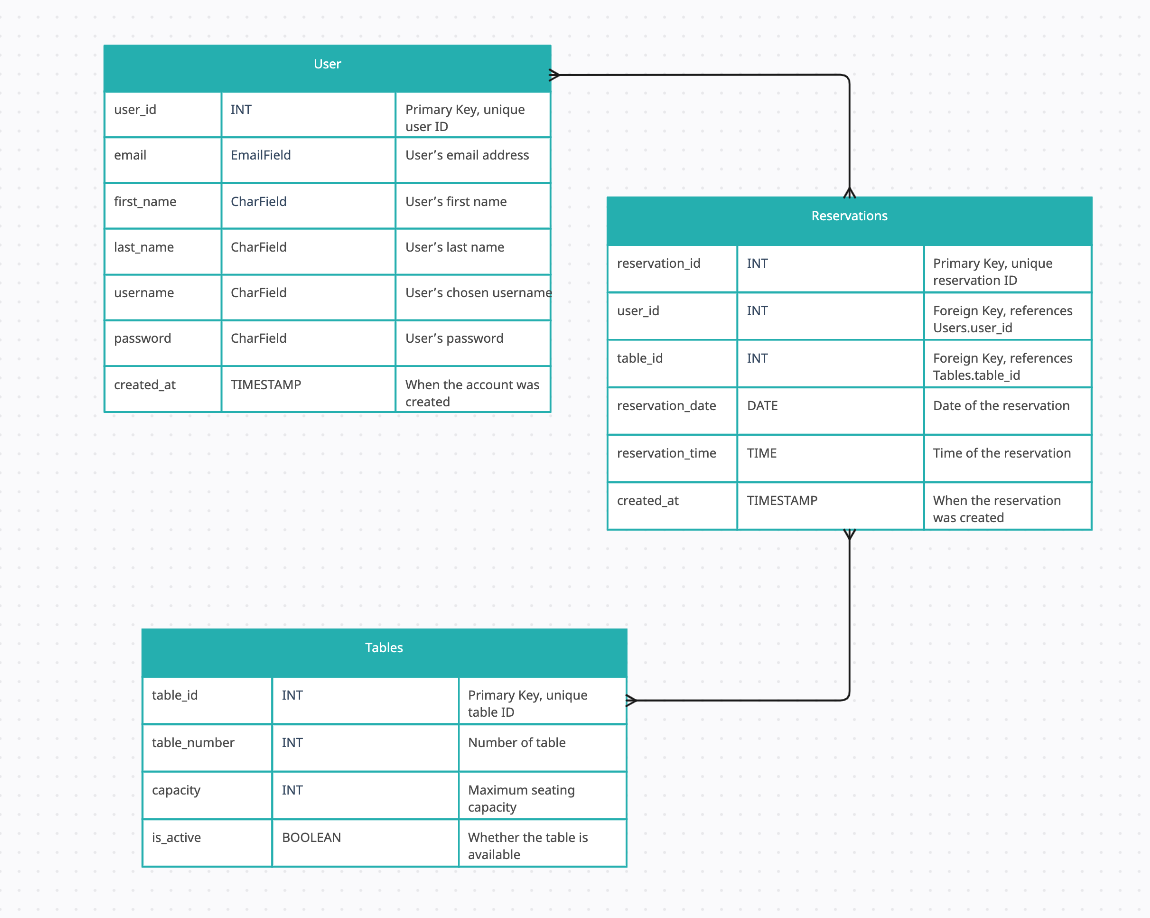 User
user_id INT Primary Key, unique
user ID
email EmailField User’s email address
first_name CharField User’s first name
last_name CharField User’s last name
username CharField User’s chosen username
password CharField User’s password
created_at TIMESTAMP When the account was
created
Reservations
reservation_id INT Primary Key, unique
reservation ID
user_id INT Foreign Key, references
Users.user_id
table_id INT Foreign Key, references
Tables.table_id
reservation_date DATE Date of the reservation
reservation_time TIME Time of the reservation
created_at TIMESTAMP When the reservation
was created
Tables
table_id INT Primary Key, unique
table ID
table_number INT Number of table
capacity INT Maximum seating
capacity
is_active BOOLEAN Whether the table is
available